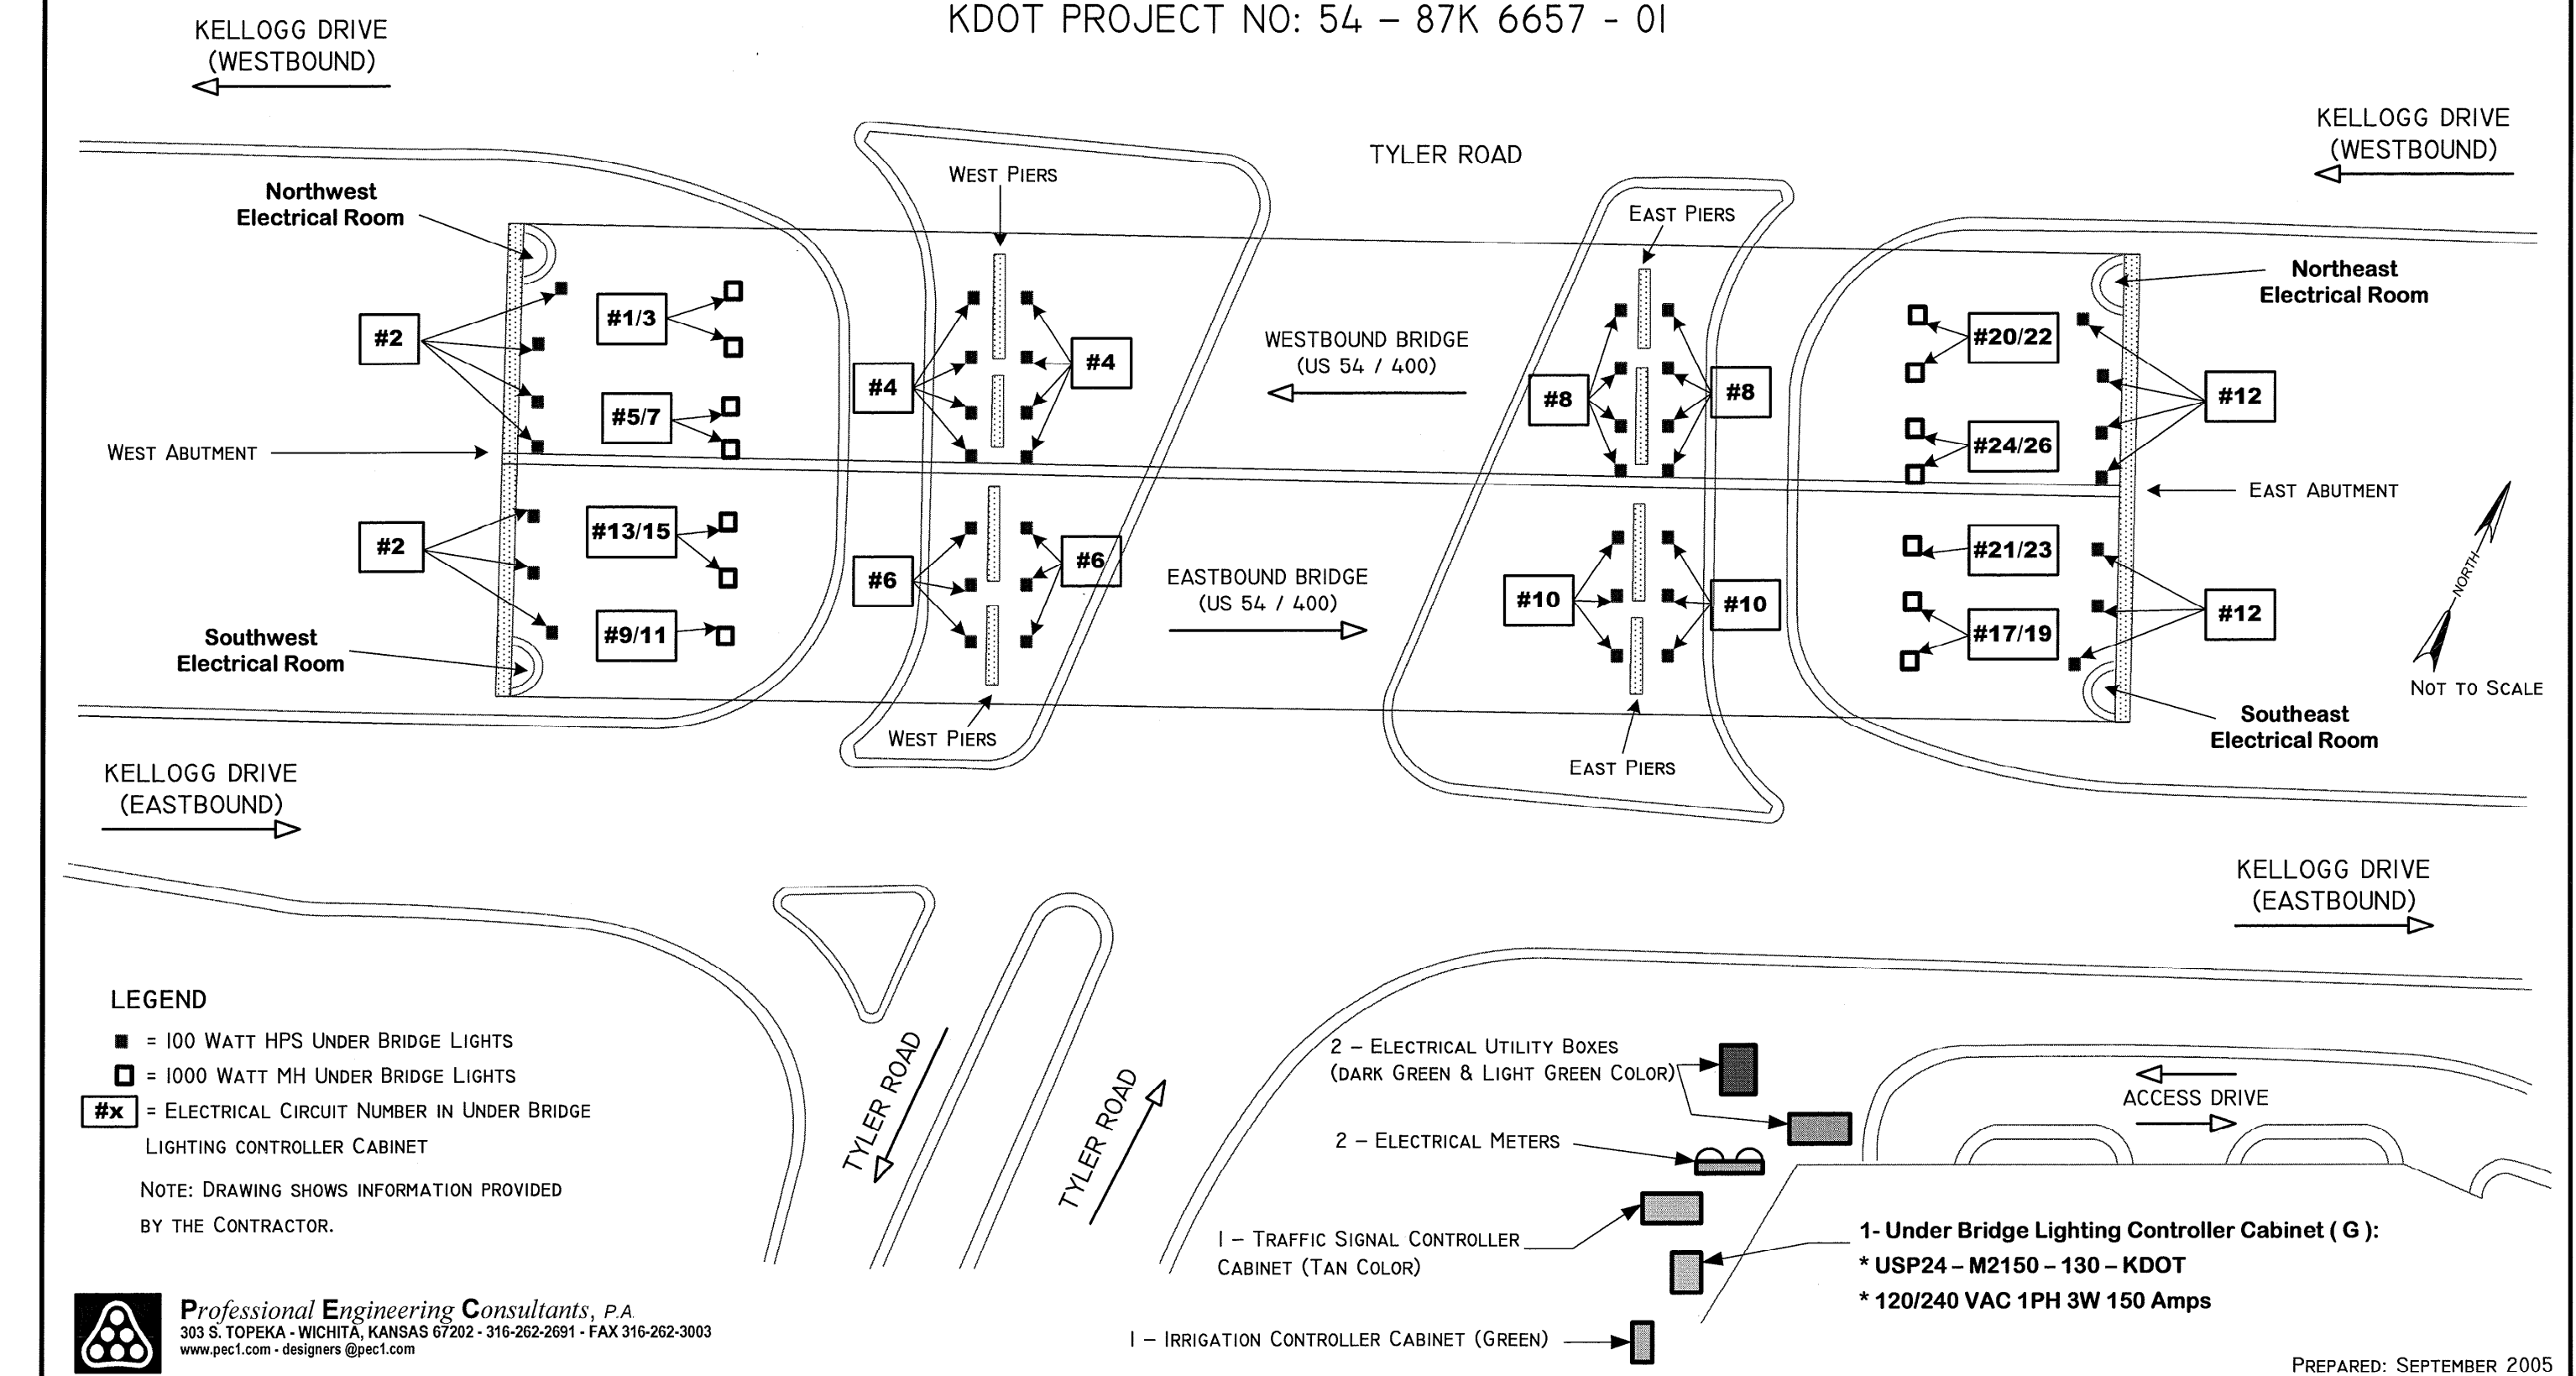 KDOT PROJECT NO: 54 – 87K 6657 - 01
KELLOGG DRIVE
(WESTBOUND)
KELLOGG DRIVE
(WESTBOUND)
TYLER ROAD
WEST PIERS
EAST PIERS
Northwest
Electrical Room
Northeast
Electrical Room
#2
#1/3
#5/7
#4
#4
WESTBOUND BRIDGE
(US 54 / 400)
#8
#8
#20/22
#24/26
#12
WEST ABUTMENT
EAST ABUTMENT
#2
#13/15
#9/11
#6
#6
EASTBOUND BRIDGE
(US 54 / 400)
#10
#10
#21/23
#17/19
#12
NORTH
NOT TO SCALE
Southwest
Electrical Room
Southeast
Electrical Room
WEST PIERS
EAST PIERS
KELLOGG DRIVE
(EASTBOUND)
KELLOGG DRIVE
(EASTBOUND)
LEGEND
= 100 WATT HPS UNDER BRIDGE LIGHTS
= 1000 WATT MH UNDER BRIDGE LIGHTS
#x = ELECTRICAL CIRCUIT NUMBER IN UNDER BRIDGE
LIGHTING CONTROLLER CABINET
NOTE: DRAWING SHOWS INFORMATION PROVIDED
BY THE CONTRACTOR.
TYLER ROAD
TYLER ROAD
2 – ELECTRICAL UTILITY BOXES
(DARK GREEN & LIGHT GREEN COLOR)
2 – ELECTRICAL METERS
1 – TRAFFIC SIGNAL CONTROLLER
CABINET (TAN COLOR)
1 – IRRIGATION CONTROLLER CABINET (GREEN)
ACCESS DRIVE
1- Under Bridge Lighting Controller Cabinet ( G ):
* USP24 – M2150 – 130 – KDOT
* 120/240 VAC 1PH 3W 150 Amps
Professional Engineering Consultants, P.A.
303 S. TOPEKA - WICHITA, KANSAS 67202 - 316-262-2691 - FAX 316-262-3003
www.pec1.com - designers @pec1.com
PREPARED: SEPTEMBER 2005